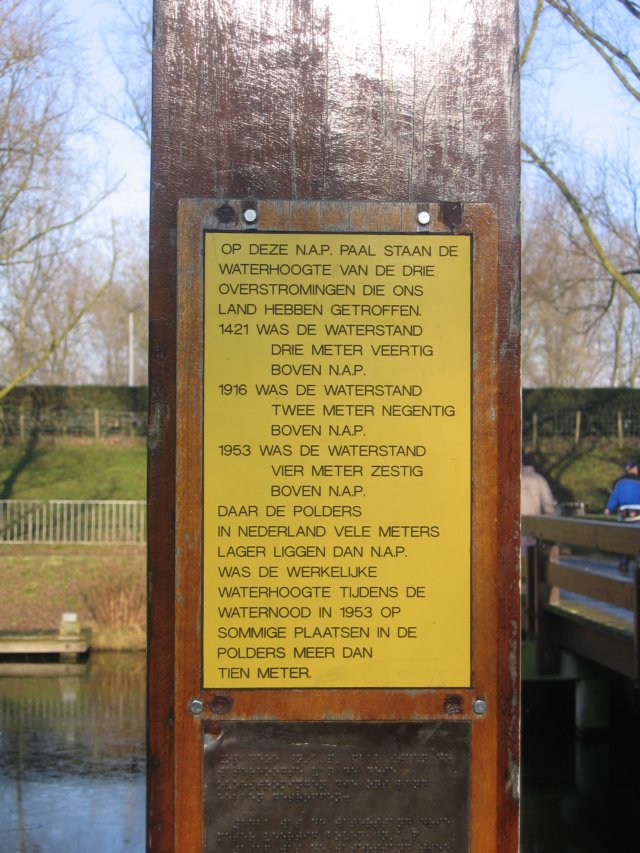 OP DEZE N.A.P. PAAL STAAN DE
WATERHOOGTE VAN DE DRIE
OVERSTROMINGEN DIE ONS
LAND HEBBEN GETROFFEN.
1421 WAS DE WATERSTAND
DRIE METER VEERTIG
BOVEN N.A.P.
1916 WAS DE WATERSTAND
TWEE METER NEGENTIG
BOVEN N.A.P.
1953 WAS DE WATERSTAND
VIER METER ZESTIG
BOVEN N.A.P.
DAAR DE POLDERS
IN NEDERLAND VELE METERS
LAGER LIGGEN DAN N.A.P.
WAS DE WERKELIJKE
WATERHOOGTE TIJDENS DE
WATERNOOD IN 1953 OP
SOMMIGE PLAATSEN IN DE
POLDERS MEER DAN
TIEN METER.